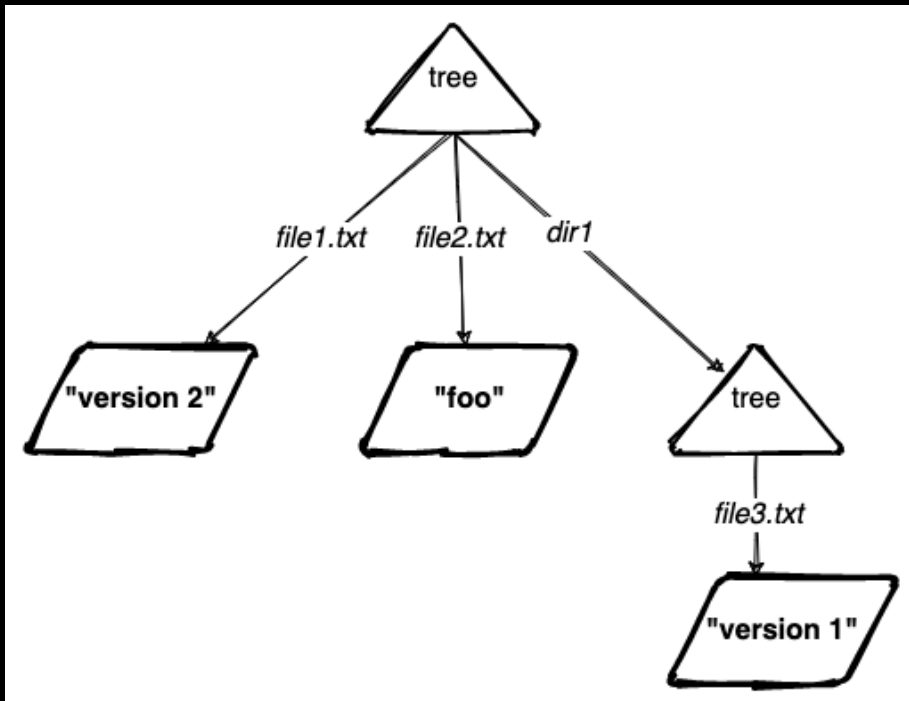 tree
file1.txt
file2.txt
dir1
"version 2"
"foo"
tree
file3.txt
"version 1"